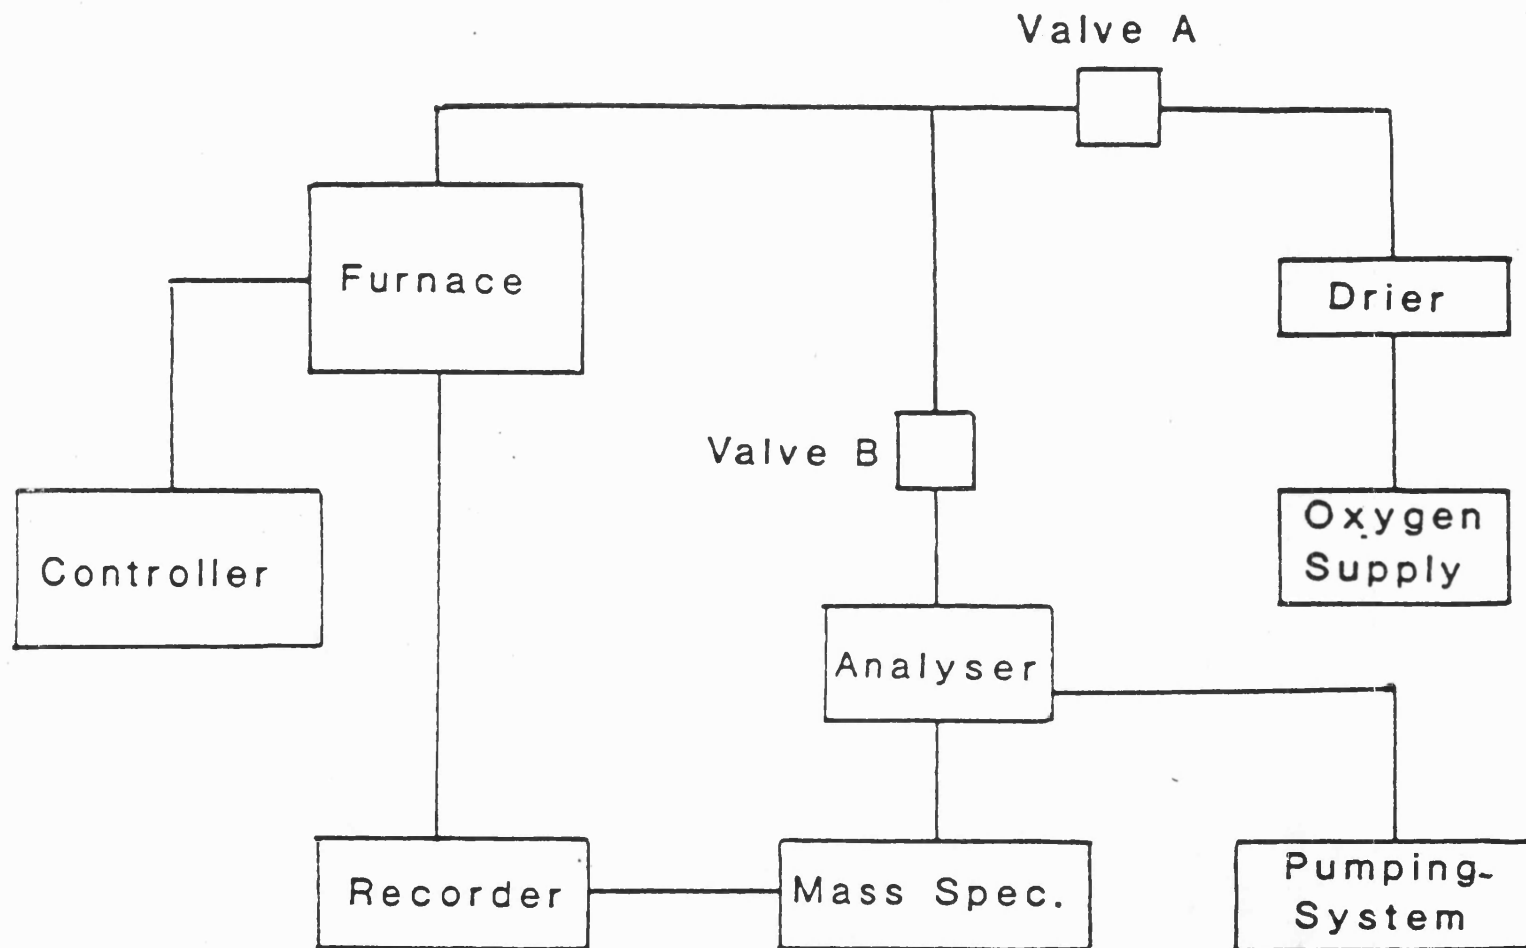 Valve A
Furnace
Drier
Valve B
Oxygen
Supply
Controller
Analyser
Recorder
Mass Spec.
Pumping-
System